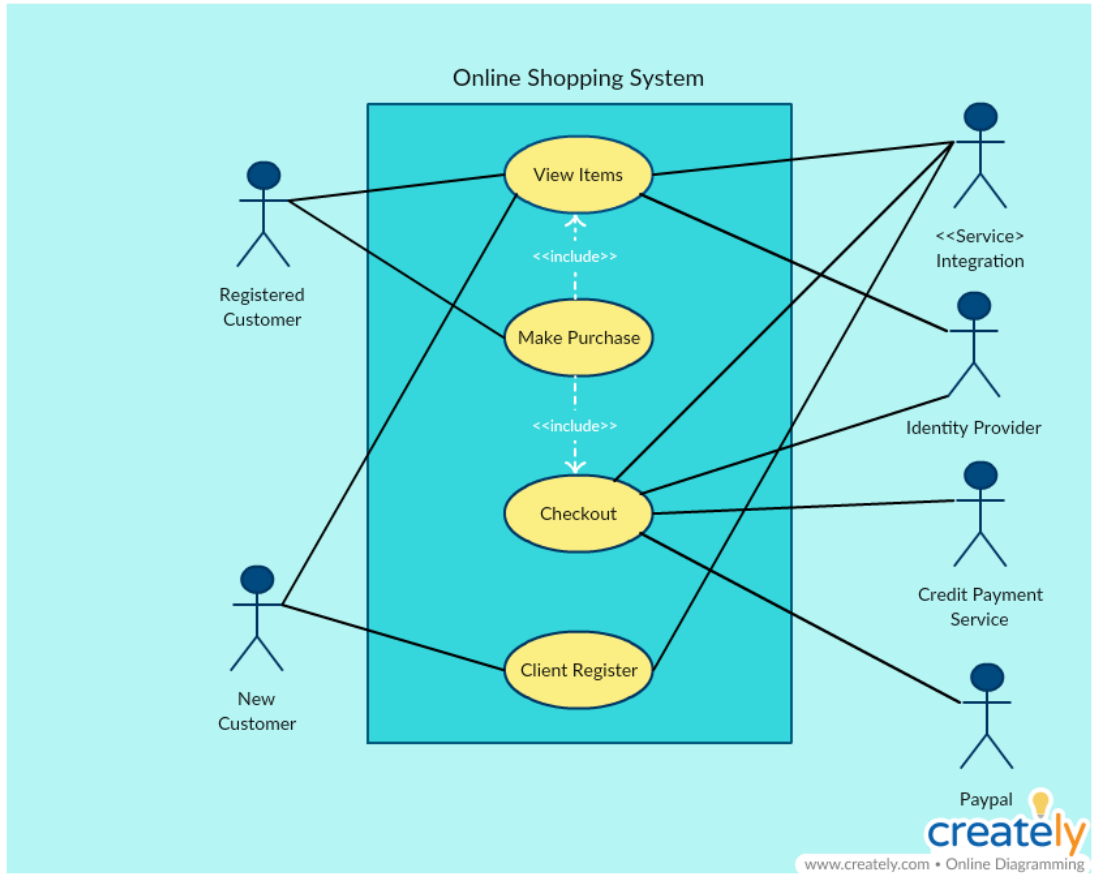 Online Shopping System
View Items
<<include>>
Make Purchase
<<include>>
Checkout
Client Register
Registered
Customer
New
Customer
<<Service>
Integration
Identity Provider
Credit Payment
Service
Paypal
creately
www.creately.com • Online Diagramming